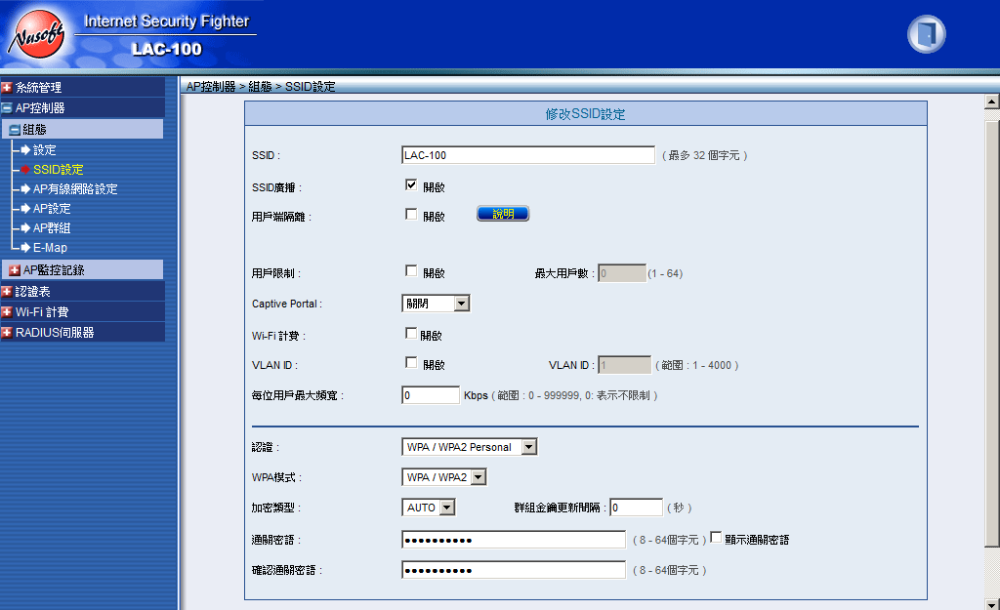 Nusoft
Internet Security Fighter
LAC-100
系統管理
AP控制器
組態
設定
SSID設定
AP有線網路設定
AP設定
AP群組
E-Map
AP監控記錄
認證表
Wi-Fi 計費
RADIUS伺服器
AP控制器 > 組態 > SSID設定
修改SSID設定
SSID : LAC-100 ( 最多 32 個字元 )
SSID廣播 : 開啟
用戶端隔離 : 開啟 說明
用戶限制 : 開啟 最大用戶數 : 0 (1 - 64)
Captive Portal : 關閉
Wi-Fi 計費 : 開啟
VLAN ID : 開啟 VLAN ID : 1 ( 範圍 : 1 - 4000 )
每位用戶最大頻寬 : 0 Kbps ( 範圍 : 0 - 999999, 0: 表示不限制 )
認證 : WPA / WPA2 Personal
WPA模式 : WPA / WPA2
加密類型 : AUTO 群組金鑰更新間隔 : 0 ( 秒 )
通關密語 : ●●●●●●●●●● ( 8 - 64個字元 ) 顯示通關密語
確認通關密語 : ●●●●●●●●●● ( 8 - 64個字元 )